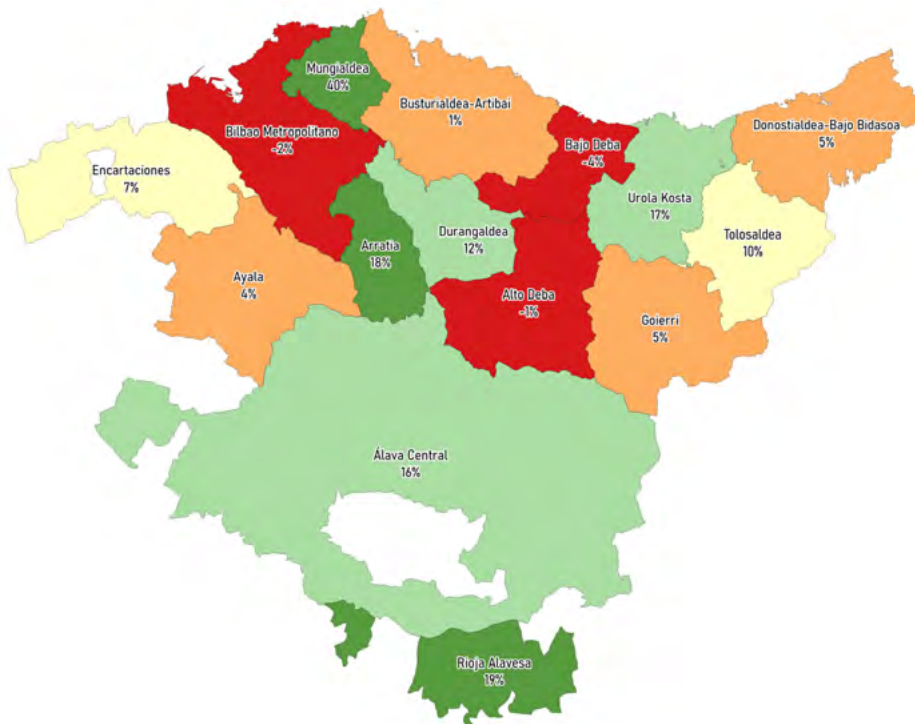 Mungialdea
40%
Busturialdea-Artibai
1%
Bilbao Metropolitano
-2%
Bajo Deba
-4%
Donostialdea-Bajo Bidasoa
5%
Encartaciones
7%
Urola Kosta
17%
Durangaldea
12%
Arratia
18%
Tolosaldea
10%
Ayala
4%
Alto Deba
-1%
Goierri
5%
Álava Central
16%
Rioja Alavesa
19%